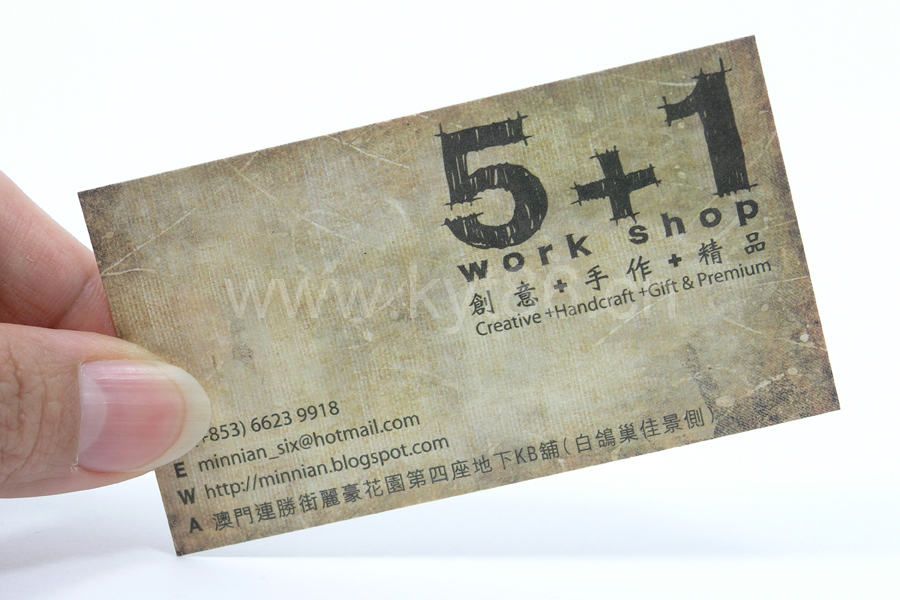 5+1
work shop
創意+手作+精品
Creative +Handcraft +Gift & Premium
853) 6623 9918
E minnian_six@hotmail.com
W http://minnian.blogspot.com
A 澳門連勝街麗豪花園第四座地下KB舖(白鴿巢佳景側)